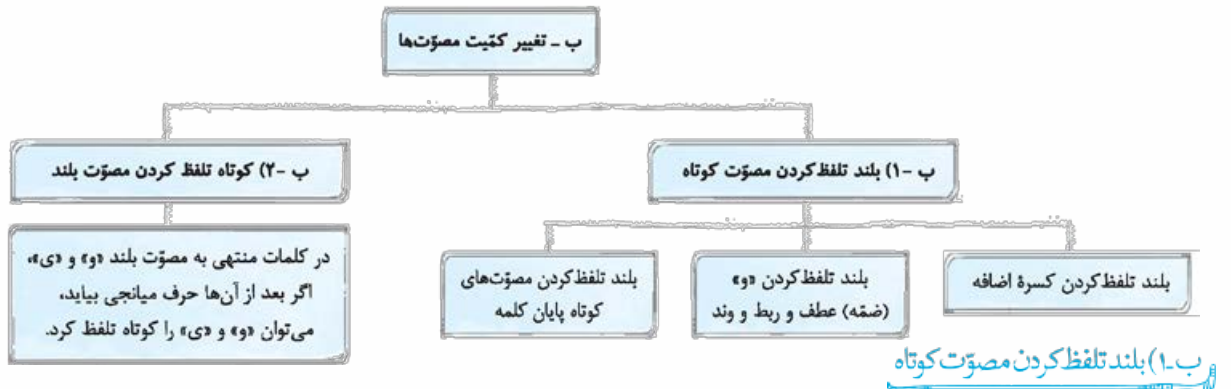 ب ـ تغییر کمّیت مصوّت‌ها
ب -۱) بلند تلفظ کردن مصوّت کوتاه
ب -۲) کوتاه تلفظ کردن مصوّت بلند
بلند تلفظ کردن کسرهٔ اضافه
بلند تلفظ کردن «و»
(ضمّه) عطف و ربط و وند
بلند تلفظ کردن مصوّت‌های
کوتاه پایان کلمه
در کلمات منتهی به مصوّت بلند «و» و «ی»،
اگر بعد از آن‌ها حرف میانجی بیاید،
می‌توان «و» و «ی» را کوتاه تلفظ کرد.
ب-۱) بلند تلفظ کردن مصوّت کوتاه